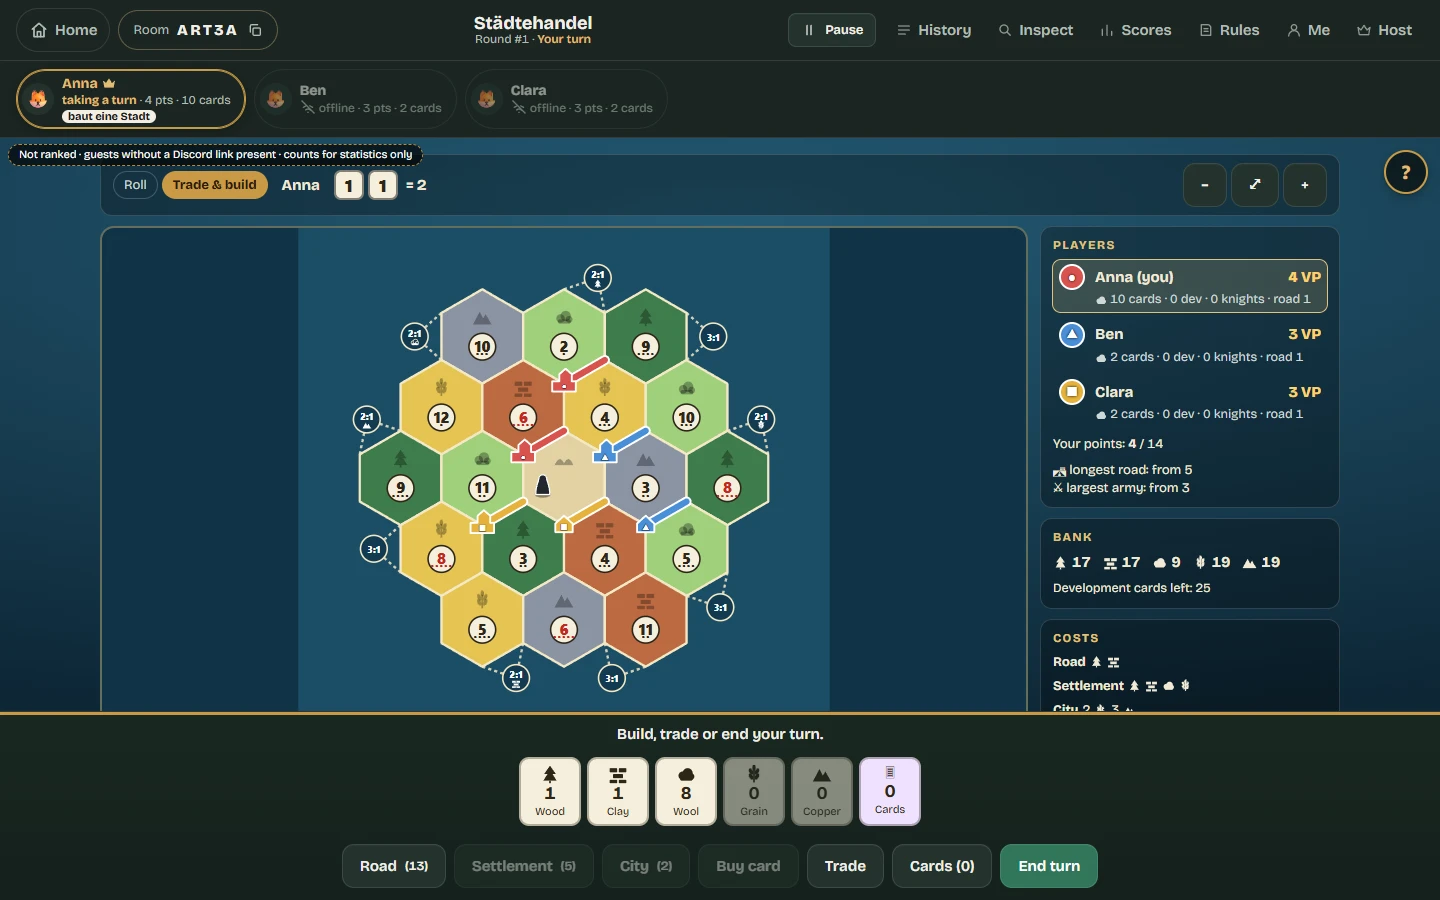 Home
Room ART3A
Städtehandel
Round #1 · Your turn
Pause
History
Inspect
Scores
Rules
Me
Host
Anna
taking a turn · 4 pts · 10 cards
baut eine Stadt
Ben
offline · 3 pts · 2 cards
Clara
offline · 3 pts · 2 cards
Not ranked · guests without a Discord link present · counts for statistics only
?
Roll
Trade & build
Anna
1 1 = 2
− ⤢ +
2:1
2:1
10
2
9
3:1
2:1
12
6
4
10
2:1
9
11
3
8
3:1
8
3
4
5
3:1
5
6
11
2:1
3:1
PLAYERS
Anna (you) 4 VP
10 cards · 0 dev · 0 knights · road 1
Ben 3 VP
2 cards · 0 dev · 0 knights · road 1
Clara 3 VP
2 cards · 0 dev · 0 knights · road 1
Your points: 4 / 14
longest road: from 5
largest army: from 3
BANK
17 17 9 19 19
Development cards left: 25
COSTS
Road
Settlement
City 2 3
Build, trade or end your turn.
1
Wood
1
Clay
8
Wool
0
Grain
0
Copper
0
Cards
Road (13)
Settlement (5)
City (2)
Buy card
Trade
Cards (0)
End turn